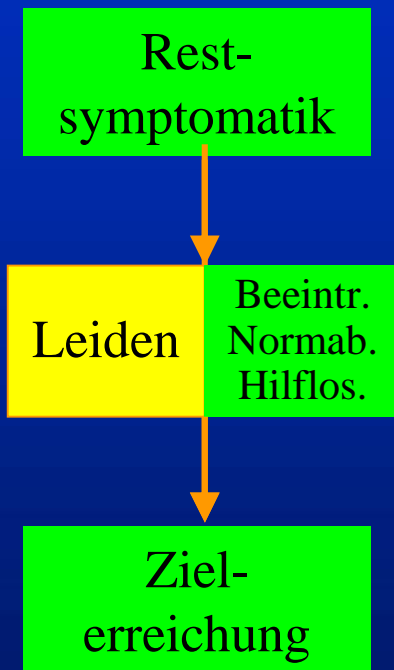 Rest-
symptomatik
Leiden
Beeintr.
Normab.
Hilflos.
Ziel-
erreichung